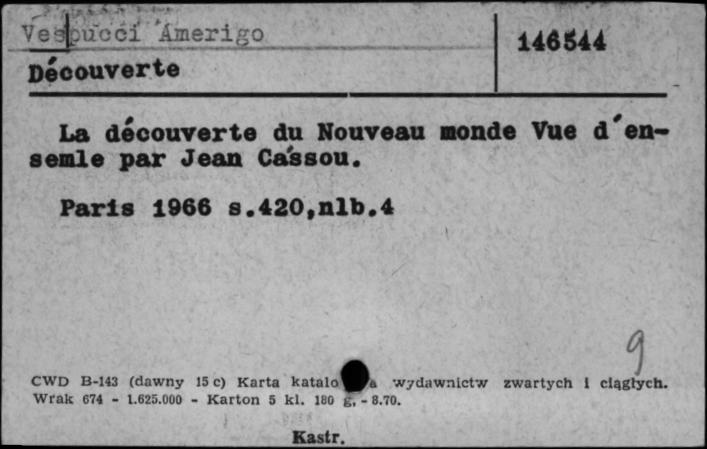 Vespucci Amerigo
146544
Découverte
La découverte du Nouveau monde Vue d'en-
semle par Jean Cassou.
Paris 1966 s.420,nlb.4
9
CWD B-143 (dawny 15 c) Karta katalo a wydawnictw zwartych i ciągłych.
Wrak 674 - 1.625.000 - Karton 5 kl. 180 g. - 8.70.
Kastr.